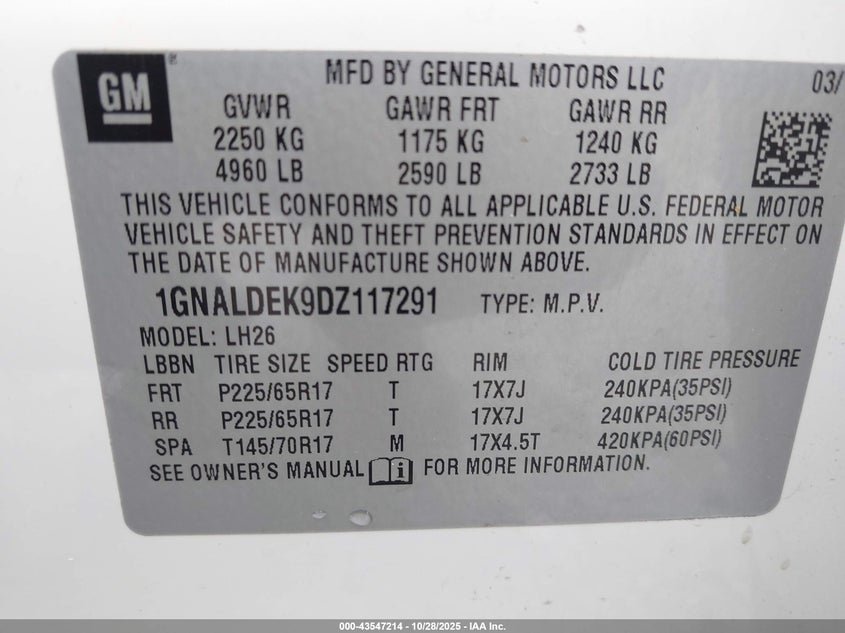 GM ®
MFD BY GENERAL MOTORS LLC 03/
GVWR GAWR FRT GAWR RR
2250 KG 1175 KG 1240 KG
4960 LB 2590 LB 2733 LB
THIS VEHICLE CONFORMS TO ALL APPLICABLE U.S. FEDERAL MOTOR
VEHICLE SAFETY AND THEFT PREVENTION STANDARDS IN EFFECT ON
THE DATE OF MANUFACTURE SHOWN ABOVE.
1GNALDEK9DZ117291 TYPE: M.P.V.
MODEL: LH26
LBBN TIRE SIZE SPEED RTG RIM COLD TIRE PRESSURE
FRT P225/65R17 T 17X7J 240KPA(35PSI)
RR P225/65R17 T 17X7J 240KPA(35PSI)
SPA T145/70R17 M 17X4.5T 420KPA(60PSI)
SEE OWNER'S MANUAL i FOR MORE INFORMATION.
000-43547214 | 10/28/2025 - IAA Inc.